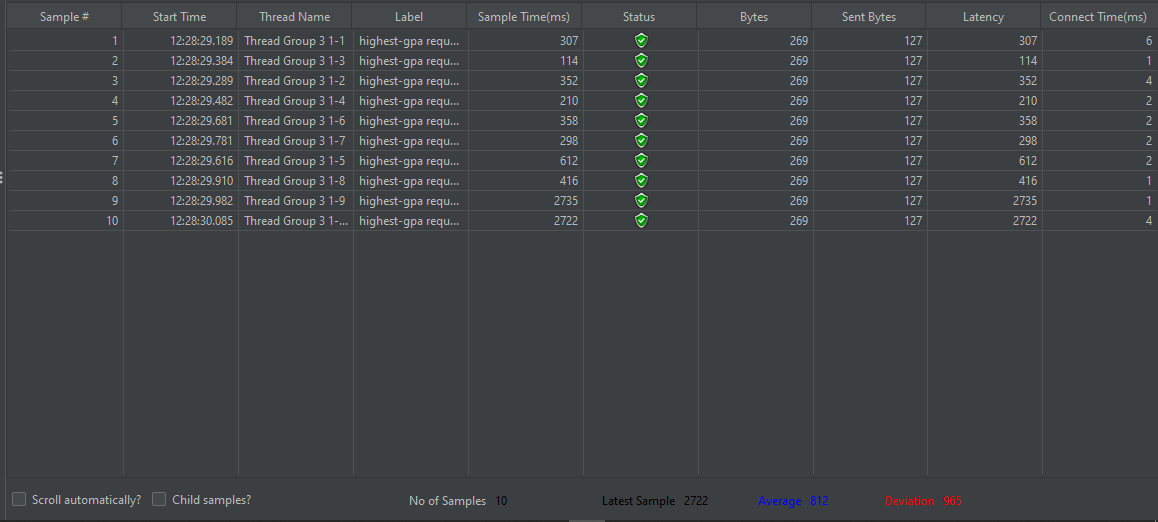 Sample # Start Time Thread Name Label Sample Time(ms) Status Bytes Sent Bytes Latency Connect Time(ms)
1 12:28:29.189 Thread Group 3 1-1 highest-gpa requ... 307 269 127 307 6
2 12:28:29.384 Thread Group 3 1-3 highest-gpa requ... 114 269 127 114 1
3 12:28:29.289 Thread Group 3 1-2 highest-gpa requ... 352 269 127 352 4
4 12:28:29.482 Thread Group 3 1-4 highest-gpa requ... 210 269 127 210 2
5 12:28:29.681 Thread Group 3 1-6 highest-gpa requ... 358 269 127 358 2
6 12:28:29.781 Thread Group 3 1-7 highest-gpa requ... 298 269 127 298 2
7 12:28:29.616 Thread Group 3 1-5 highest-gpa requ... 612 269 127 612 2
8 12:28:29.910 Thread Group 3 1-8 highest-gpa requ... 416 269 127 416 1
9 12:28:29.982 Thread Group 3 1-9 highest-gpa requ... 2735 269 127 2735 1
10 12:28:30.085 Thread Group 3 1-... highest-gpa requ... 2722 269 127 2722 4
Scroll automatically? Child samples? No of Samples 10 Latest Sample 2722 Average 812 Deviation 965